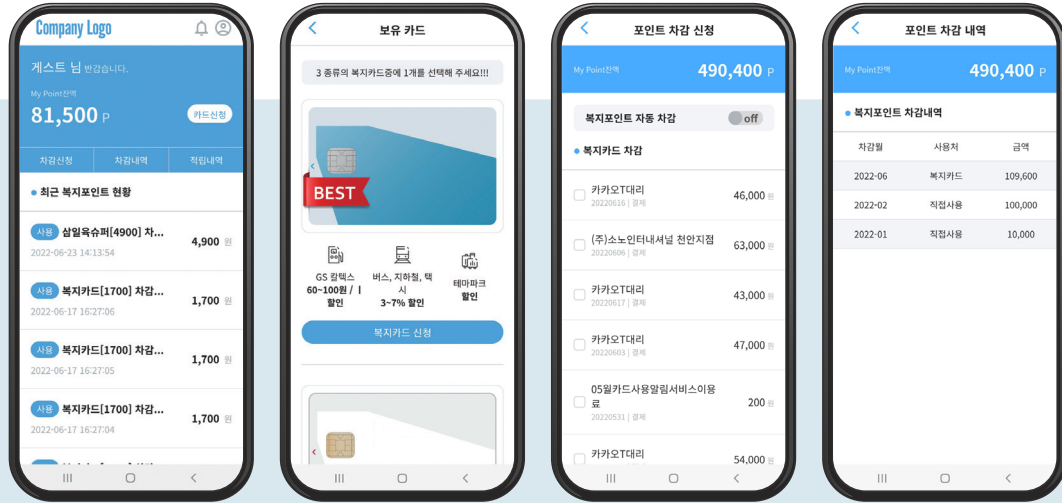 Company Logo
게스트 님 반갑습니다.
My Point잔액
81,500 P
카드신청
차감신청
차감내역
적립내역
최근 복지포인트 현황
사용 삼일육슈퍼[4900] 차...
4,900 원
2022-06-23 14:13:54
사용 복지카드[1700] 차감...
1,700 원
2022-06-17 16:27:06
사용 복지카드[1700] 차감...
1,700 원
2022-06-17 16:27:05
사용 복지카드[1700] 차감...
1,700 원
2022-06-17 16:27:04
보유 카드
3 종류의 복지카드중에 1개를 선택해 주세요!!!
BEST
GS 칼텍스
60~100원 / l
할인
버스, 지하철, 택
시
3~7% 할인
테마파크
할인
복지카드 신청
포인트 차감 신청
My Point잔액
490,400 P
복지포인트 자동 차감
off
복지카드 차감
카카오T대리
20220616 | 결제
46,000 원
(주)소노인터내셔널 천안지점
20220606 | 결제
63,000 원
카카오T대리
20220617 | 결제
43,000 원
카카오T대리
20220603 | 결제
47,000 원
05월카드사용알림서비스이용
료
20220531 | 결제
200 원
카카오T대리
54,000 원
포인트 차감 내역
My Point잔액
490,400 P
복지포인트 차감내역
차감월 사용처 금액
2022-06 복지카드 109,600
2022-02 직접사용 100,000
2022-01 직접사용 10,000